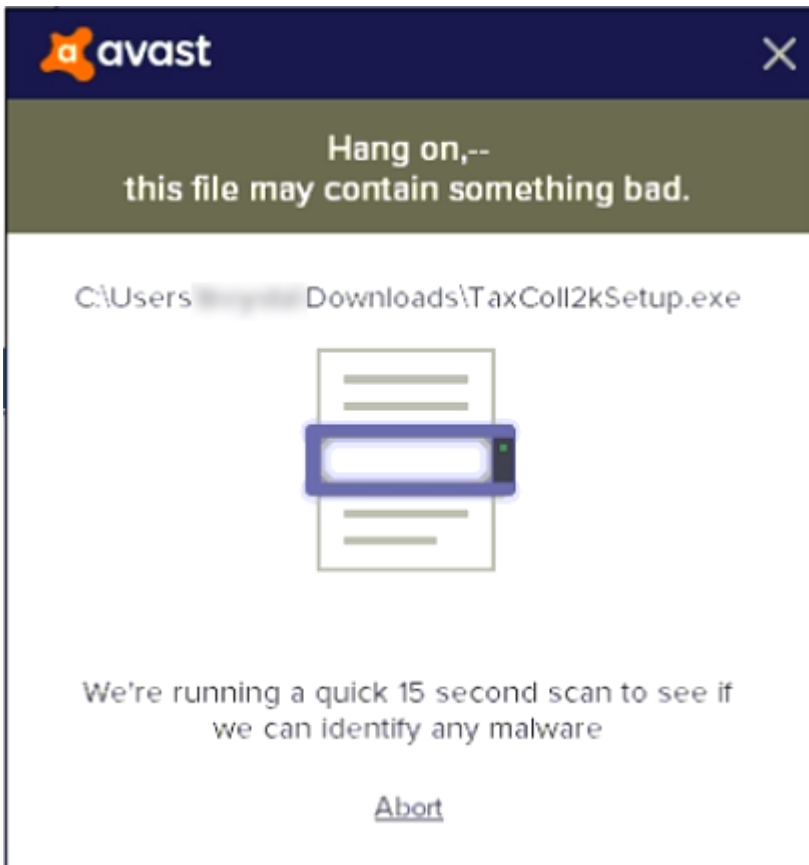 avast
Hang on,--
this file may contain something bad.
C:\Users Downloads\TaxColl2kSetup.exe
We're running a quick 15 second scan to see if
we can identify any malware
Abort